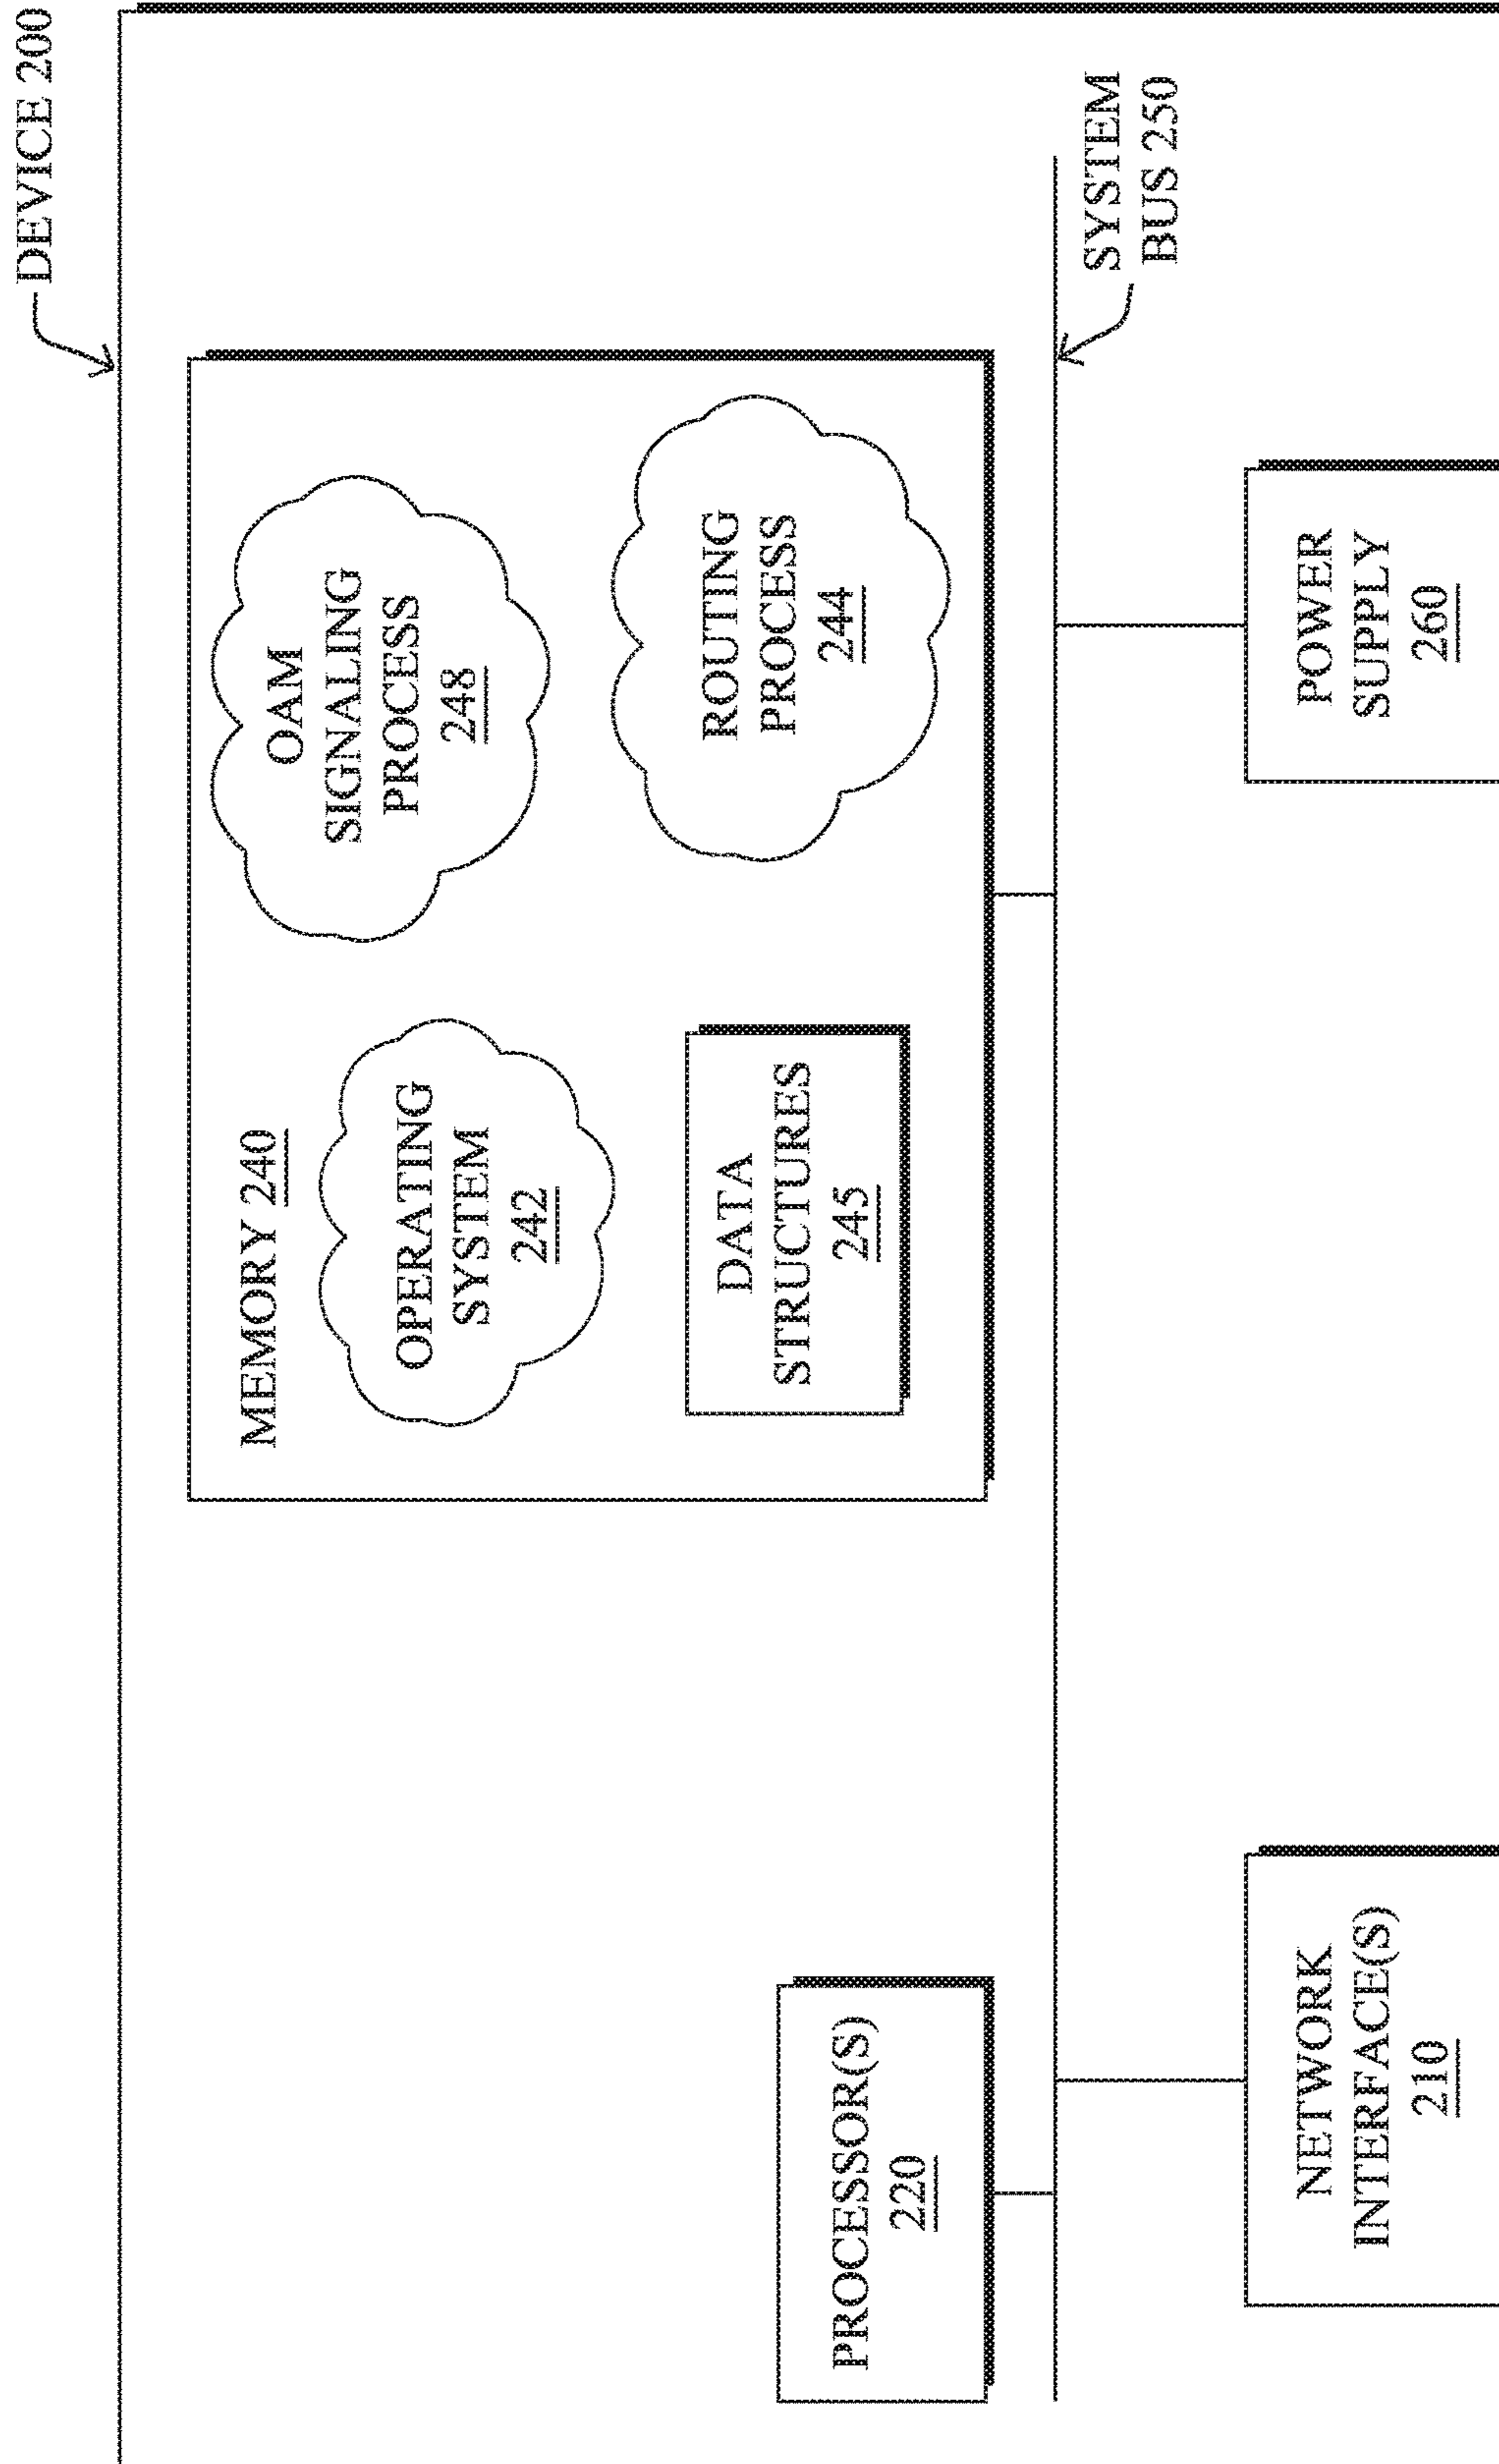 DEVICE 200
MEMORY 240
OPERATING
SYSTEM
242
OAM
SIGNALING
PROCESS
248
DATA
STRUCTURES
245
ROUTING
PROCESS
244
PROCESSOR(S)
220
SYSTEM
BUS 250
NETWORK
INTERFACE(S)
210
POWER
SUPPLY
260